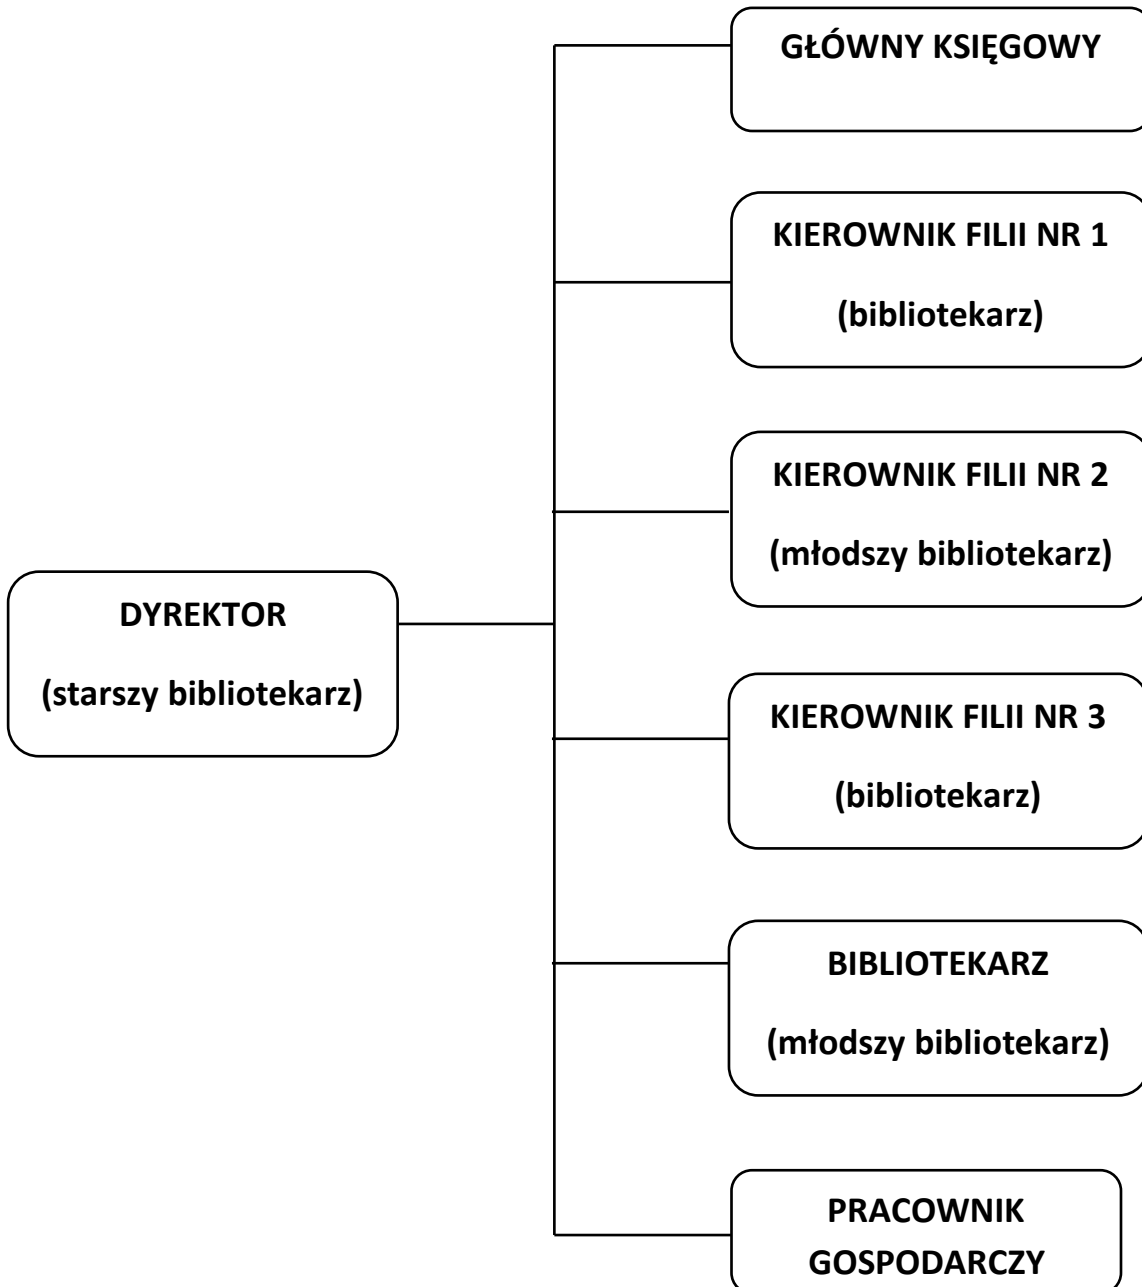 GŁÓWNY KSIĘGOWY
KIEROWNIK FILII NR 1
(bibliotekarz)
KIEROWNIK FILII NR 2
(młodszy bibliotekarz)
DYREKTOR
(starszy bibliotekarz)
KIEROWNIK FILII NR 3
(bibliotekarz)
BIBLIOTEKARZ
(młodszy bibliotekarz)
PRACOWNIK
GOSPODARCZY